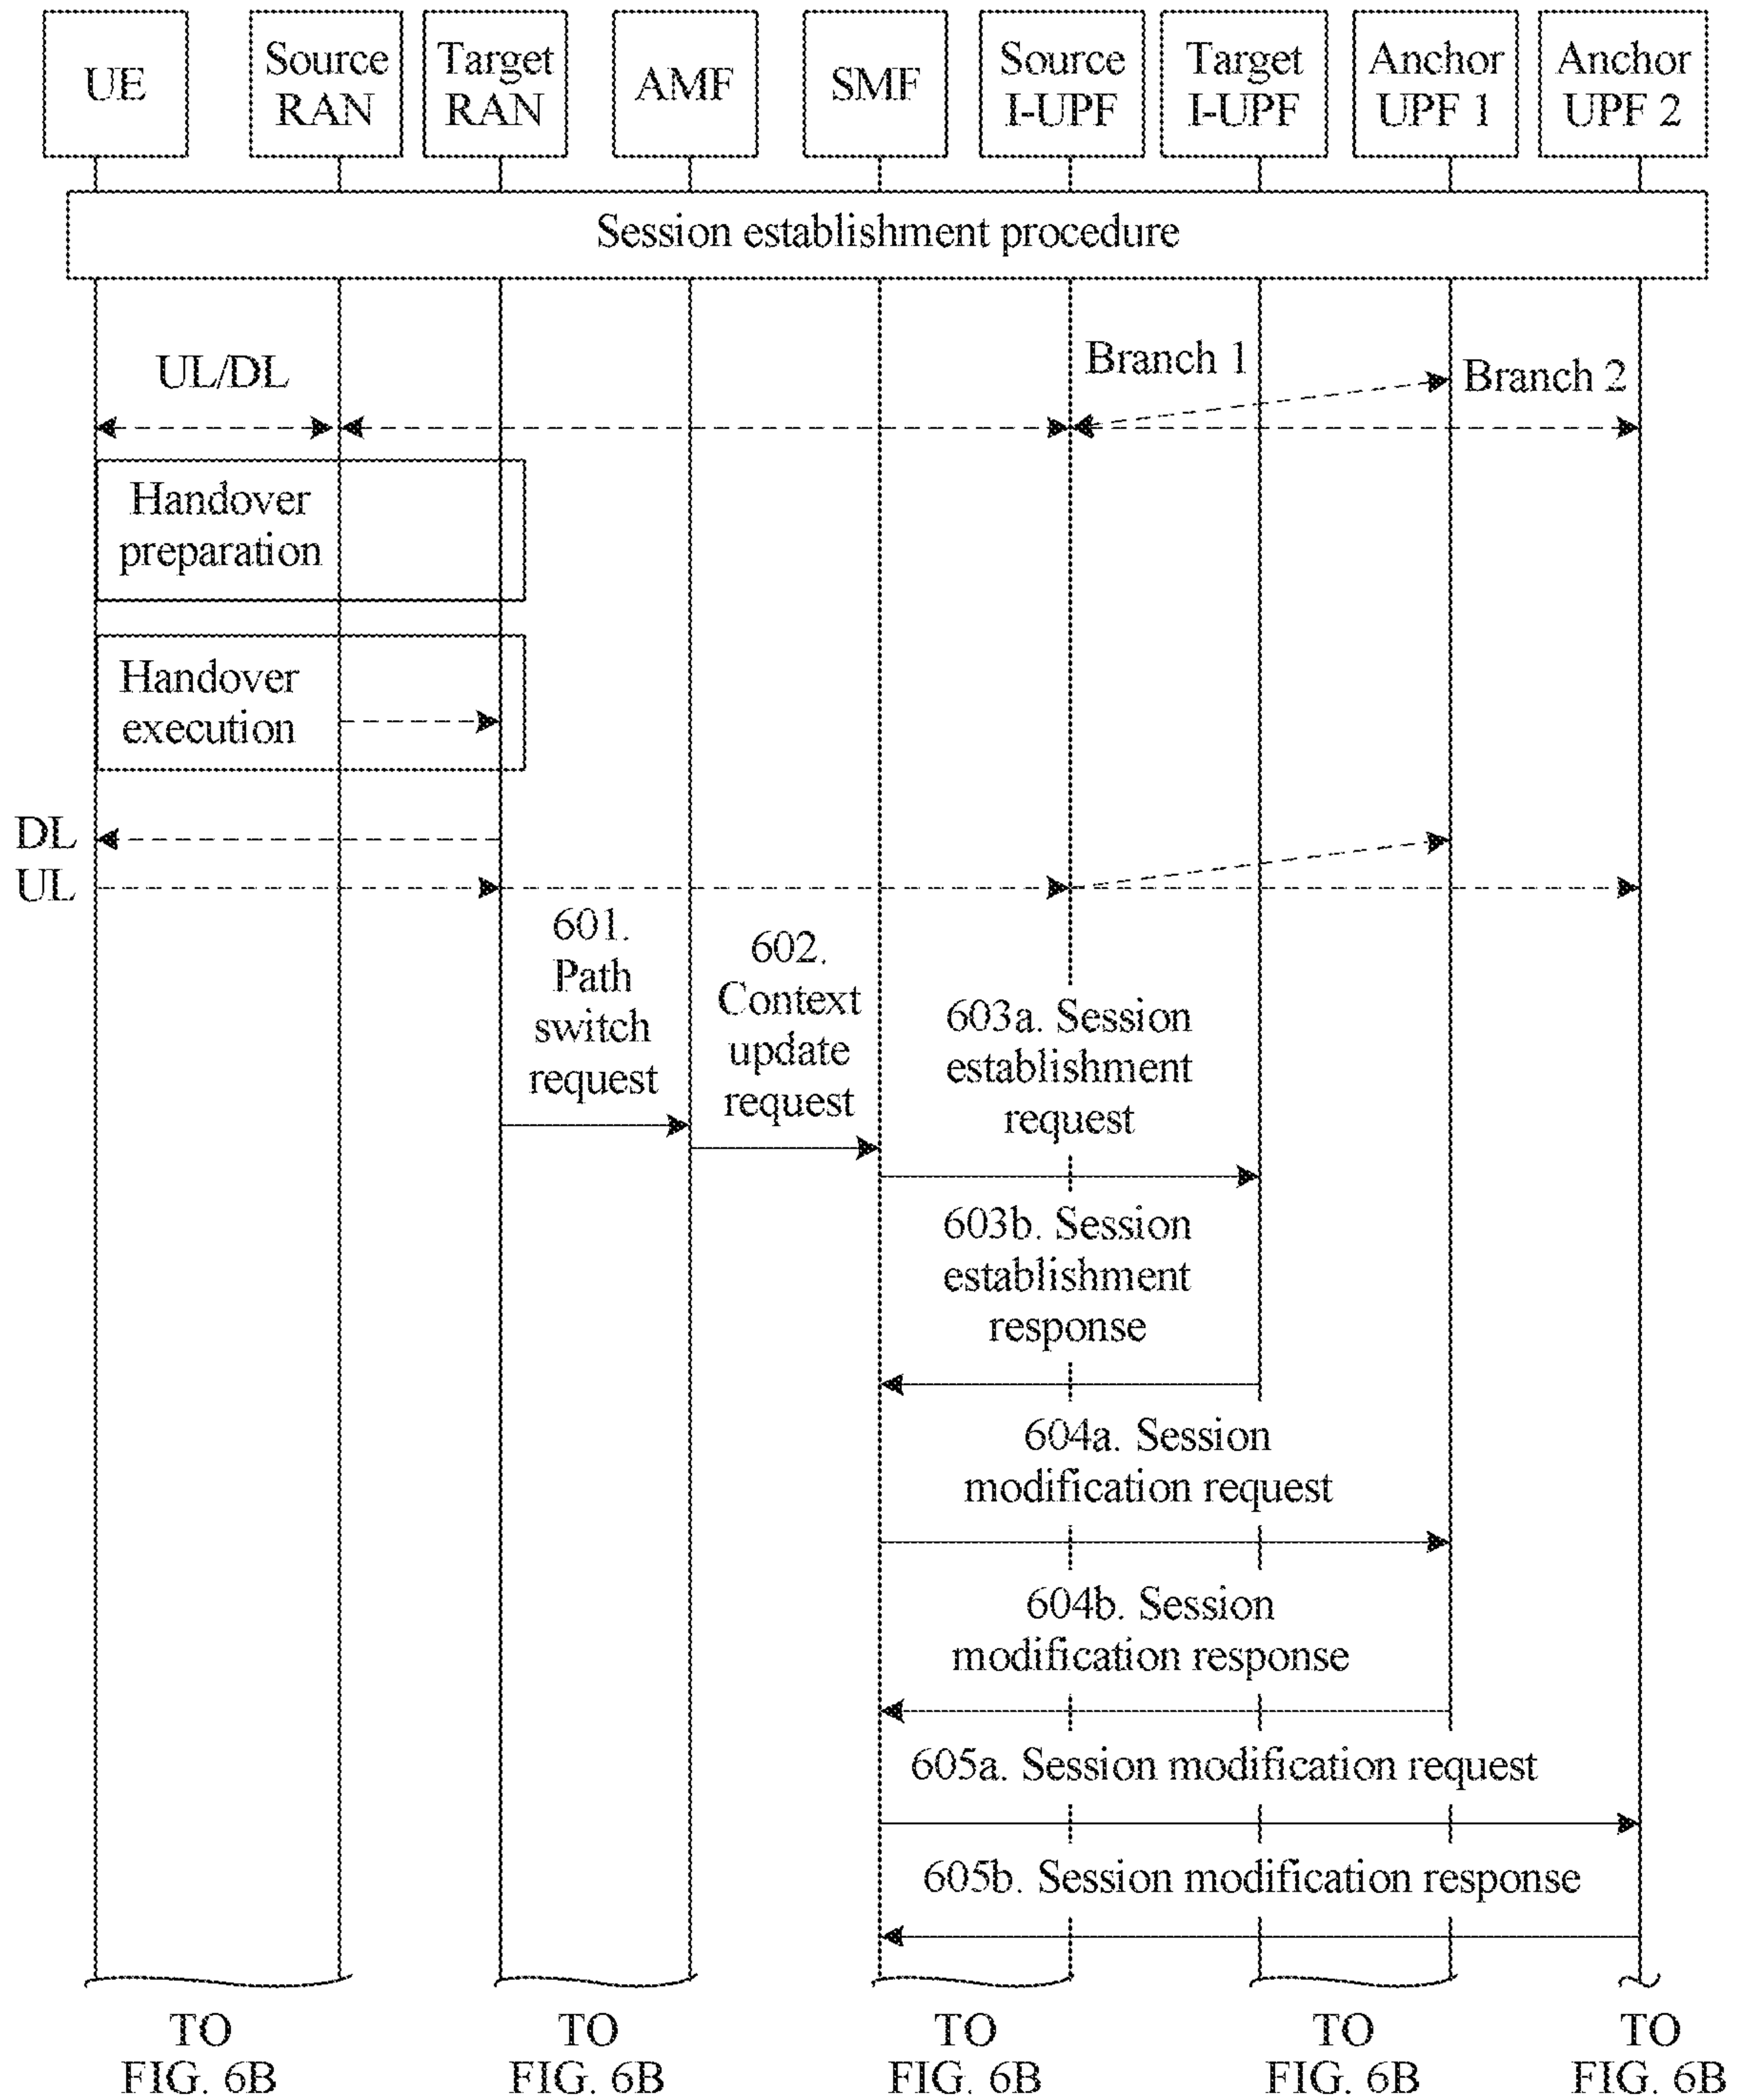 UE
Source
RAN
Target
RAN
AMF
SMF
Source
I-UPF
Target
I-UPF
Anchor
UPF 1
Anchor
UPF 2
Session establishment procedure
UL/DL
Branch 1
Branch 2
Handover
preparation
Handover
execution
DL
UL
601.
Path
switch
request
602.
Context
update
request
603a. Session
establishment
request
603b. Session
establishment
response
604a. Session
modification request
604b. Session
modification response
605a. Session modification request
605b. Session modification response
TO
FIG. 6B
TO
FIG. 6B
TO
FIG. 6B
TO
FIG. 6B
TO
FIG. 6B